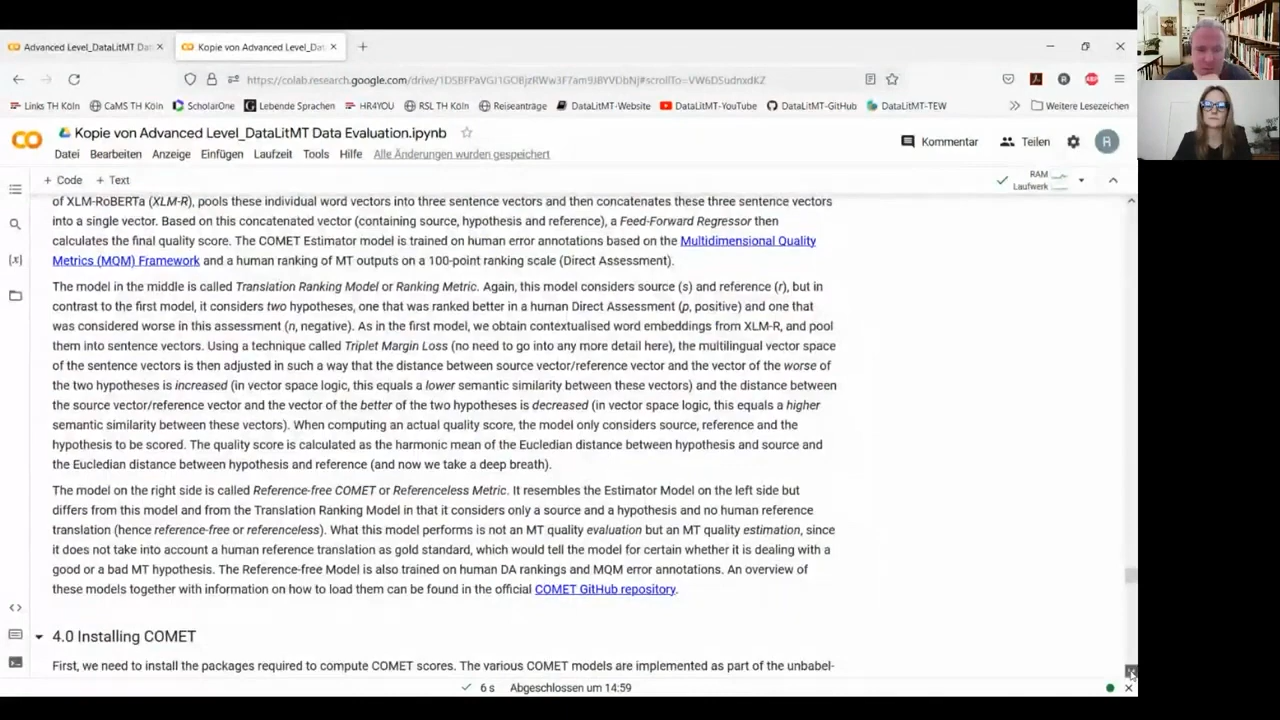 Advanced Level_DataLitMT Da
Kopie von Advanced Level_Da
Links TH Köln
CaMS TH Köln
ScholarOne
Lebende Sprachen
HR4YOU
RSL TH Köln
Reiseanträge
DataLitMT-Website
DataLitMT-YouTube
DataLitMT-GitHub
DataLitMT-TEW
Weitere Lesezeichen
Kopie von Advanced Level_DataLitMT Data Evaluation.ipynb
Kommentar
Teilen
R
Datei Bearbeiten Anzeige Einfügen Laufzeit Tools Hilfe Alle Änderungen wurden gespeichert
+ Code + Text
RAM
Laufwerk
of XLM-RoBERTa (XLM-R), pools these individual word vectors into three sentence vectors and then concatenates these three sentence vectors
into a single vector. Based on this concatenated vector (containing source, hypothesis and reference), a Feed-Forward Regressor then
calculates the final quality score. The COMET Estimator model is trained on human error annotations based on the Multidimensional Quality
Metrics (MQM) Framework and a human ranking of MT outputs on a 100-point ranking scale (Direct Assessment).
The model in the middle is called Translation Ranking Model or Ranking Metric. Again, this model considers source (s) and reference (r), but in
contrast to the first model, it considers two hypotheses, one that was ranked better in a human Direct Assessment (p, positive) and one that
was considered worse in this assessment (n, negative). As in the first model, we obtain contextualised word embeddings from XLM-R, and pool
them into sentence vectors. Using a technique called Triplet Margin Loss (no need to go into any more detail here), the multilingual vector space
of the sentence vectors is then adjusted in such a way that the distance between source vector/reference vector and the vector of the worse of
the two hypotheses is increased (in vector space logic, this equals a lower semantic similarity between these vectors) and the distance between
the source vector/reference vector and the vector of the better of the two hypotheses is decreased (in vector space logic, this equals a higher
semantic similarity between these vectors). When computing an actual quality score, the model only considers source, reference and the
hypothesis to be scored. The quality score is calculated as the harmonic mean of the Eucledian distance between hypothesis and source and
the Eucledian distance between hypothesis and reference (and now we take a deep breath).
The model on the right side is called Reference-free COMET or Referenceless Metric. It resembles the Estimator Model on the left side but
differs from this model and from the Translation Ranking Model in that it considers only a source and a hypothesis and no human reference
translation (hence reference-free or referenceless). What this model performs is not an MT quality evaluation but an MT quality estimation, since
it does not take into account a human reference translation as gold standard, which would tell the model for certain whether it is dealing with a
good or a bad MT hypothesis. The Reference-free Model is also trained on human DA rankings and MQM error annotations. An overview of
these models together with information on how to load them can be found in the official COMET GitHub repository.
4.0 Installing COMET
First, we need to install the packages required to compute COMET scores. The various COMET models are implemented as part of the unbabel-
6 s Abgeschlossen um 14:59